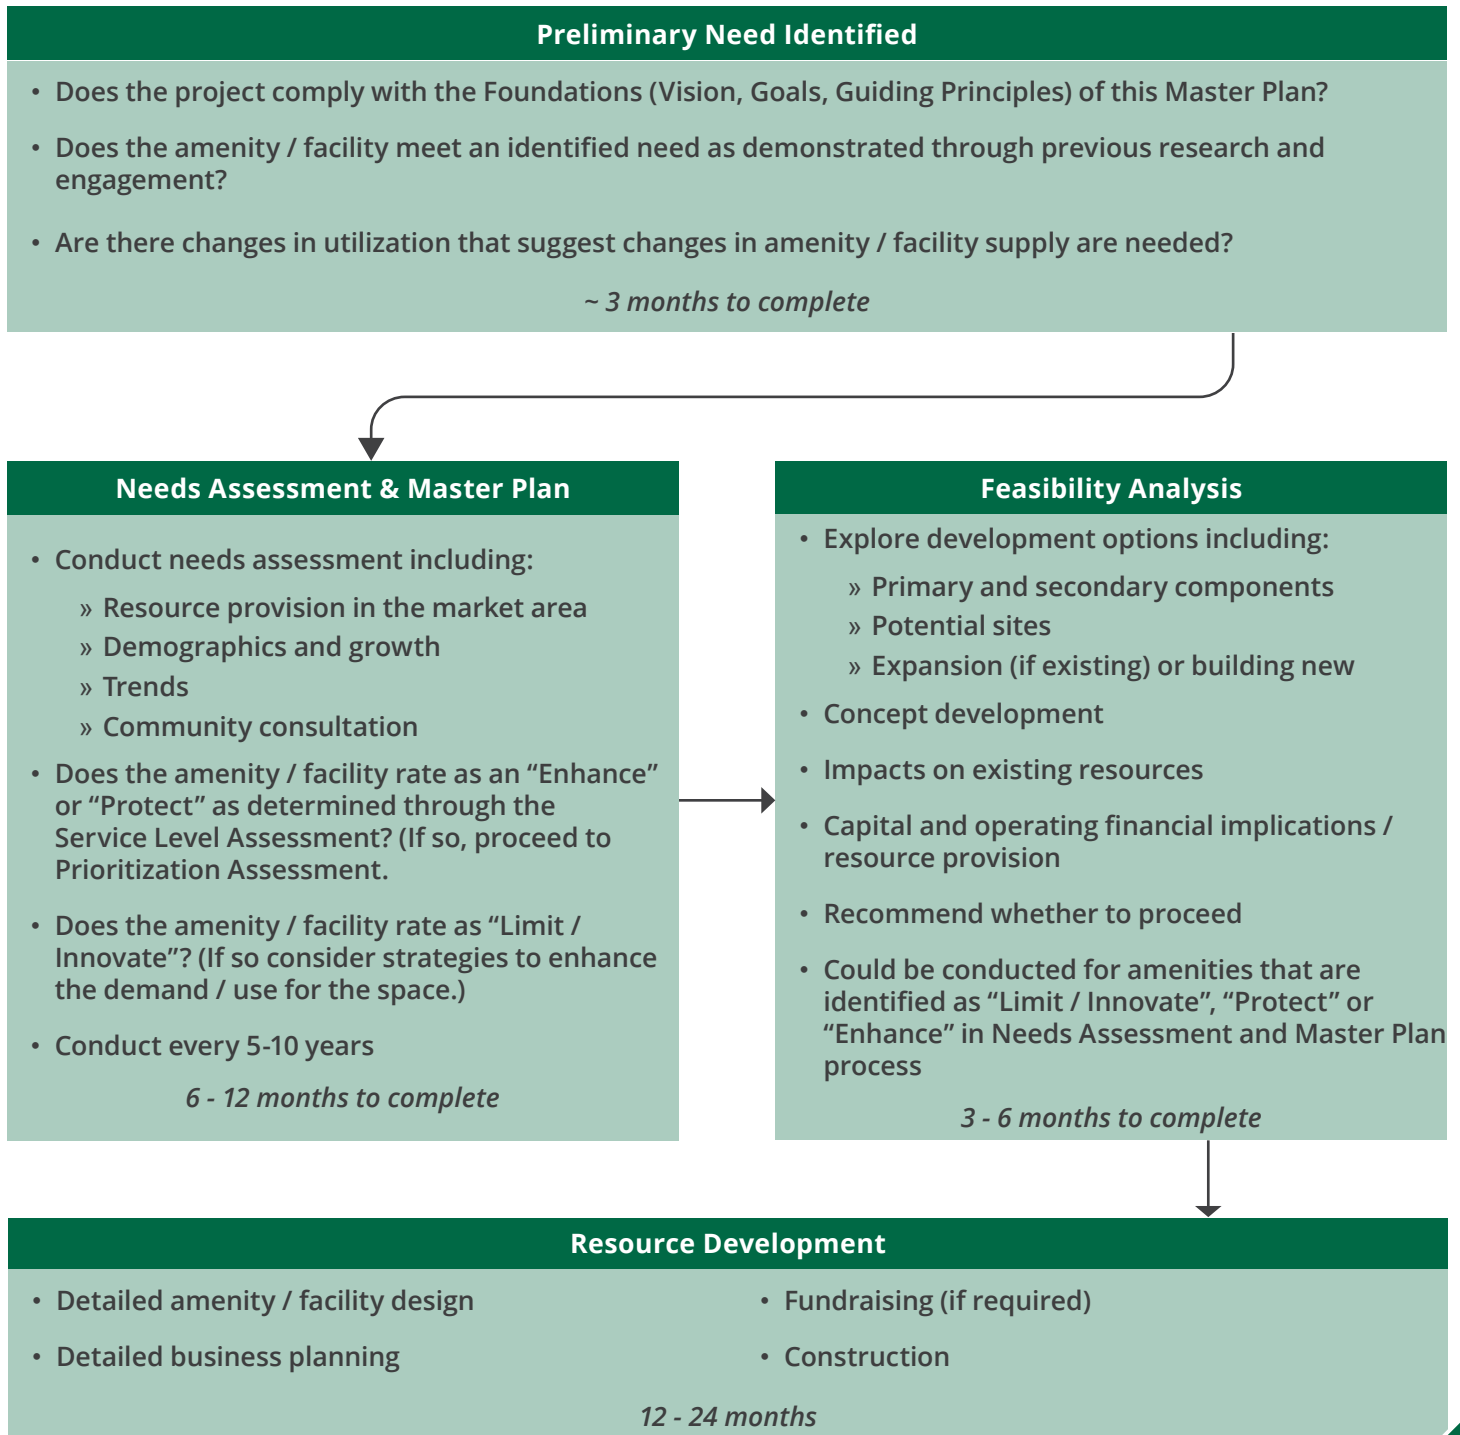 Preliminary Need Identified
• Does the project comply with the Foundations (Vision, Goals, Guiding Principles) of this Master Plan?
• Does the amenity / facility meet an identified need as demonstrated through previous research and
engagement?
• Are there changes in utilization that suggest changes in amenity / facility supply are needed?
~ 3 months to complete
Needs Assessment & Master Plan
• Conduct needs assessment including:
» Resource provision in the market area
» Demographics and growth
» Trends
» Community consultation
• Does the amenity / facility rate as an “Enhance”
or “Protect” as determined through the
Service Level Assessment? (If so, proceed to
Prioritization Assessment.
• Does the amenity / facility rate as “Limit /
Innovate”? (If so consider strategies to enhance
the demand / use for the space.)
• Conduct every 5-10 years
6 - 12 months to complete
Feasibility Analysis
• Explore development options including:
» Primary and secondary components
» Potential sites
» Expansion (if existing) or building new
• Concept development
• Impacts on existing resources
• Capital and operating financial implications /
resource provision
• Recommend whether to proceed
• Could be conducted for amenities that are
identified as “Limit / Innovate”, “Protect” or
“Enhance” in Needs Assessment and Master Plan
process
3 - 6 months to complete
Resource Development
• Detailed amenity / facility design
• Detailed business planning
• Fundraising (if required)
• Construction
12 - 24 months